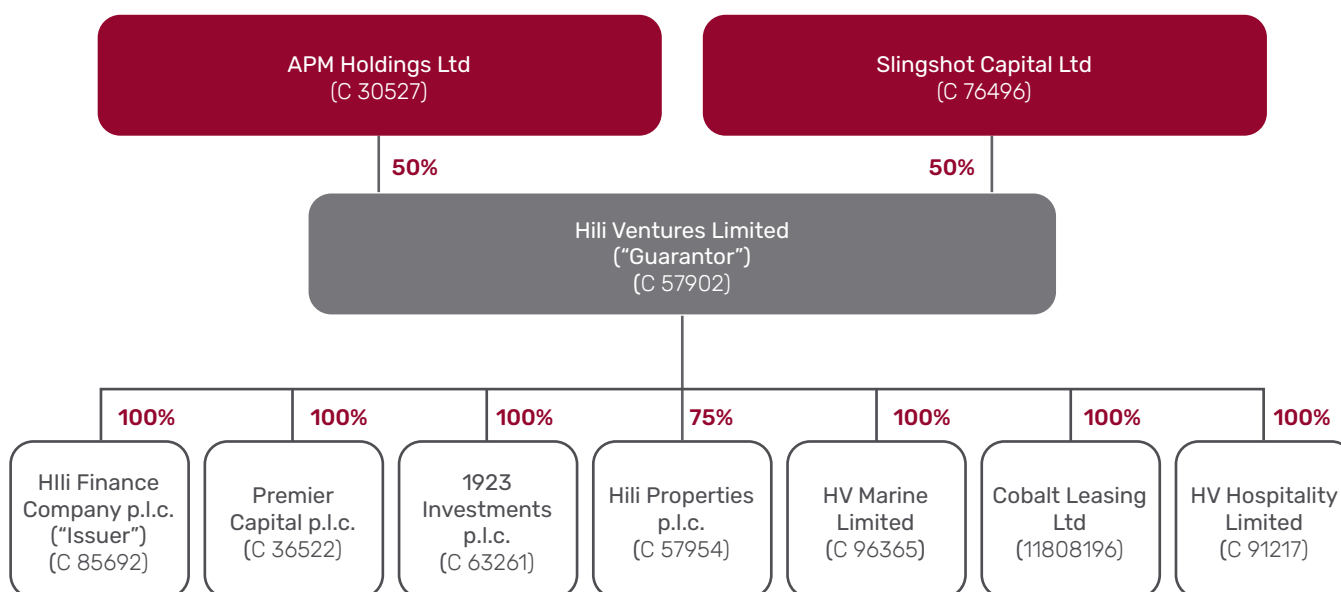 APM Holdings Ltd
(C 30527)
Slingshot Capital Ltd
(C 76496)
50%
50%
Hili Ventures Limited
(“Guarantor”)
(C 57902)
100%
100%
100%
75%
100%
100%
100%
HIli Finance
Company p.l.c.
(“Issuer”)
(C 85692)
Premier
Capital p.l.c.
(C 36522)
1923
Investments
p.l.c.
(C 63261)
Hili Properties
p.l.c.
(C 57954)
HV Marine
Limited
(C 96365)
Cobalt Leasing
Ltd
(11808196)
HV Hospitality
Limited
(C 91217)